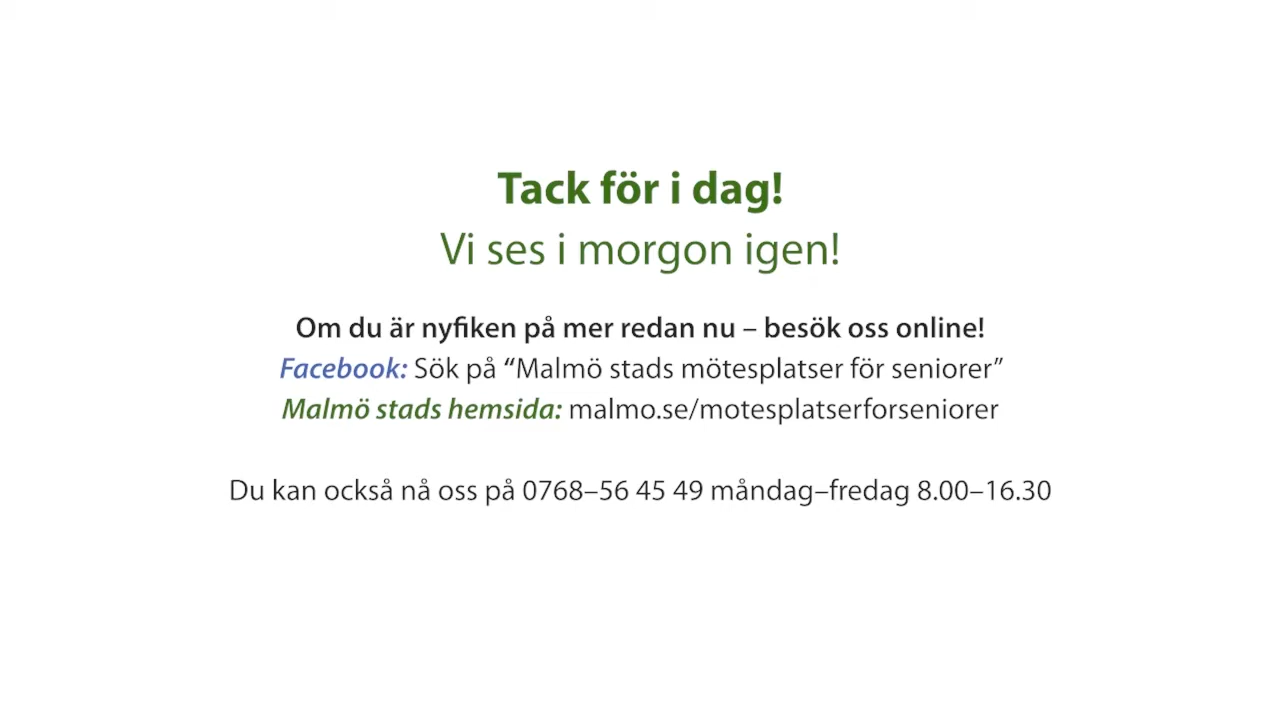 Tack för i dag!
Vi ses i morgon igen!
Om du är nyfiken på mer redan nu – besök oss online!
Facebook: Sök på “Malmö stads mötesplatser för seniorer”
Malmö stads hemsida: malmo.se/motesplatserforseniorer
Du kan också nå oss på 0768–56 45 49 måndag–fredag 8.00–16.30